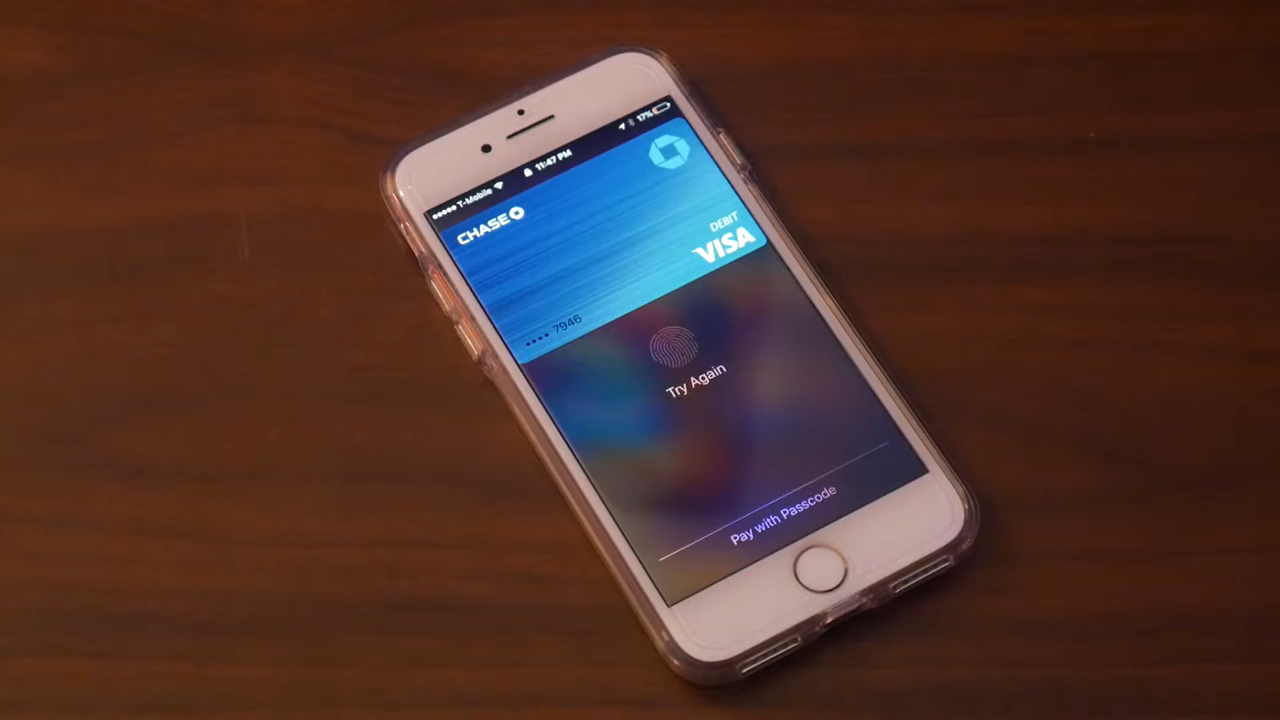 ●●●●● T-Mobile 11:47 PM 17%
CHASE
DEBIT
VISA
•••• 7946
Try Again
Pay with Passcode